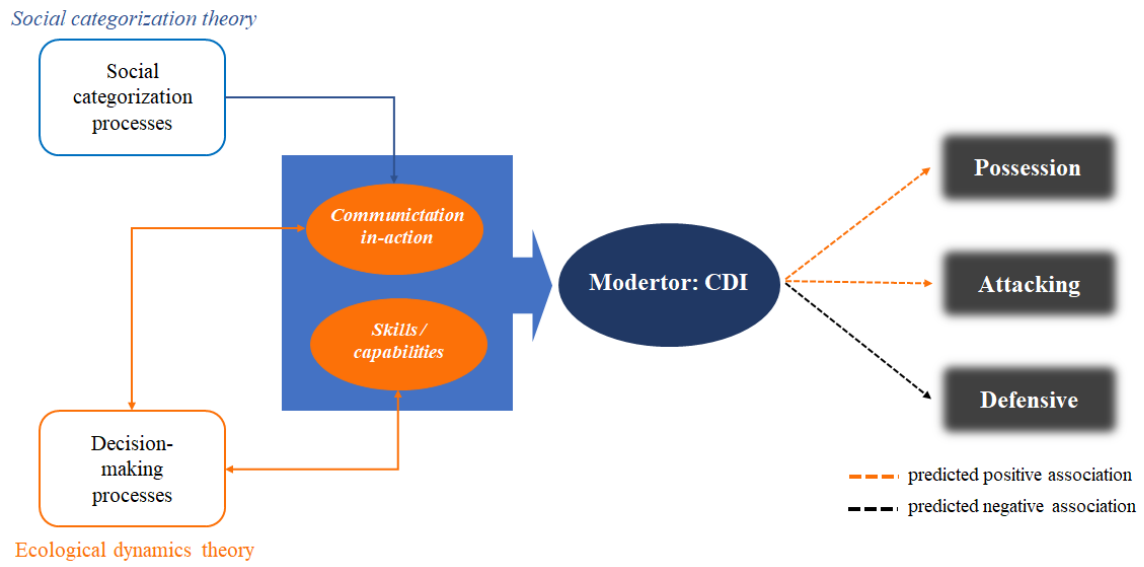 Social categorization theory
Social
categorization
processes
Communictation
in-action
Skills /
capabilities
Decision-
making
processes
Ecological dynamics theory
Modertor: CDI
Possession
Attacking
Defensive
predicted positive association
predicted negative association